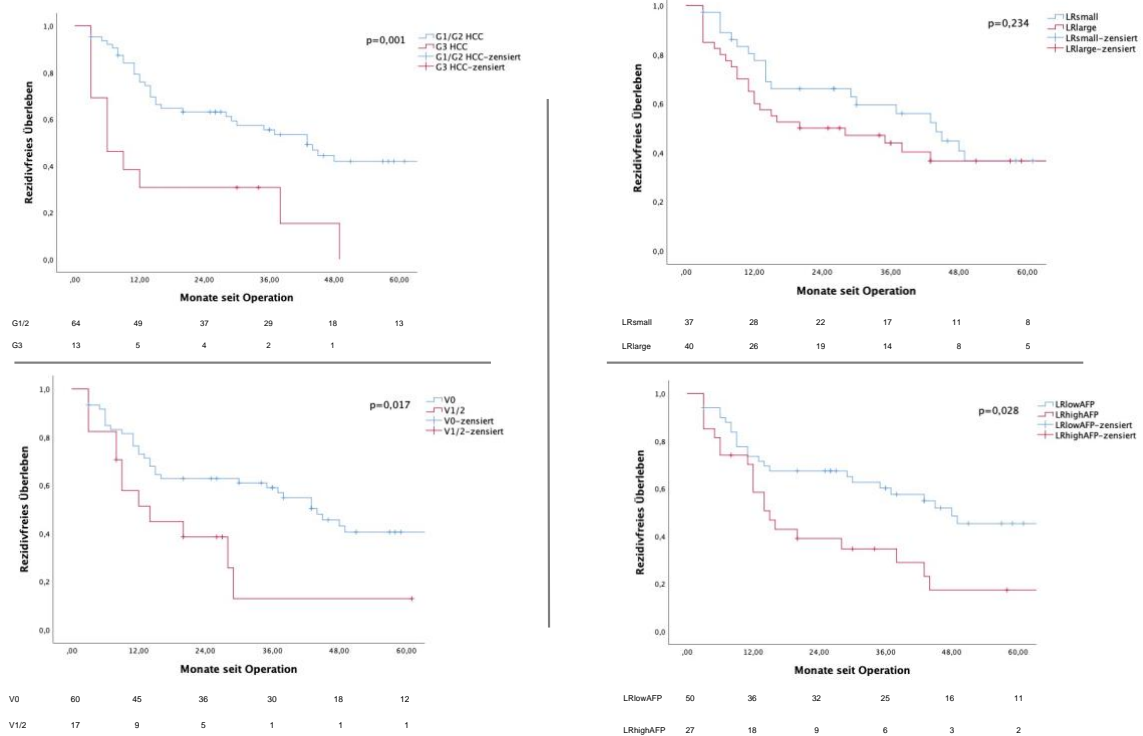 1,0
0,8
0,6
0,4
0,2
0,0
Rezidivfreies Überleben
p=0,001
G1/G2 HCC
G3 HCC
G1/G2 HCC-zensiert
G3 HCC-zensiert
,00 12,00 24,00 36,00 48,00 60,00
Monate seit Operation
G1/2 64 49 37 29 18 13
G3 13 5 4 2 1
1,0
0,8
0,6
0,4
0,2
0,0
Rezidivfreies Überleben
p=0,234
LRsmall
LRlarge
LRsmall-zensiert
LRlarge-zensiert
,00 12,00 24,00 36,00 48,00 60,00
Monate seit Operation
LRsmall 37 28 22 17 11 8
LRlarge 40 26 19 14 8 5
1,0
0,8
0,6
0,4
0,2
0,0
Rezidivfreies Überleben
p=0,017
V0
V1/2
V0-zensiert
V1/2-zensiert
,00 12,00 24,00 36,00 48,00 60,00
Monate seit Operation
V0 60 45 36 30 18 12
V1/2 17 9 5 1 1 1
1,0
0,8
0,6
0,4
0,2
0,0
Rezidivfreies Überleben
p=0,028
LRlowAFP
LRhighAFP
LRlowAFP-zensiert
LRhighAFP-zensiert
,00 12,00 24,00 36,00 48,00 60,00
Monate seit Operation
LRlowAFP 50 36 32 25 16 11
LRhighAFP 27 18 9 6 3 2